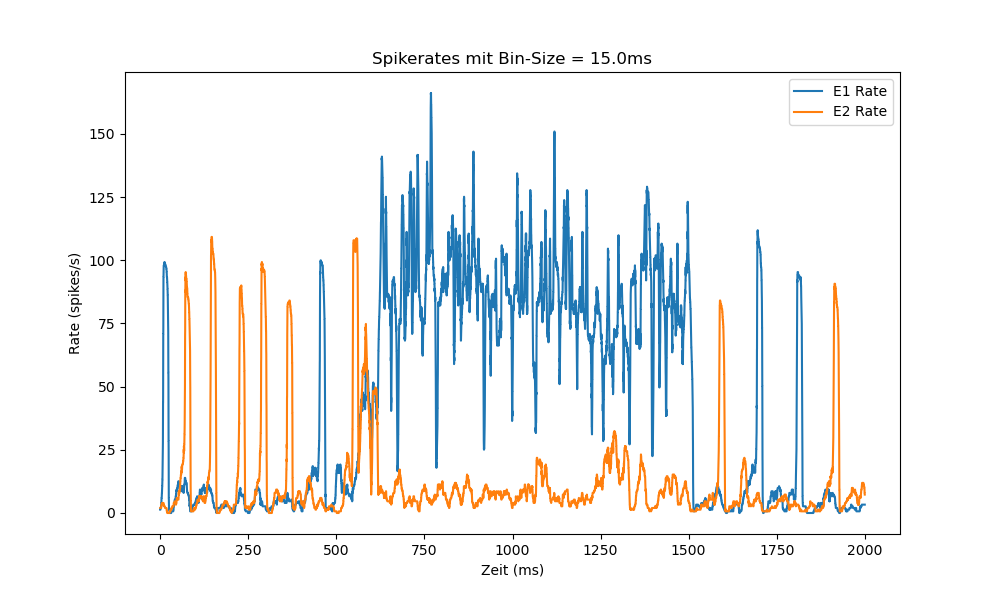 Spikerates mit Bin-Size = 15.0ms
E1 Rate
E2 Rate
Rate (spikes/s)
150
125
100
75
50
25
0
0 250 500 750 1000 1250 1500 1750 2000
Zeit (ms)